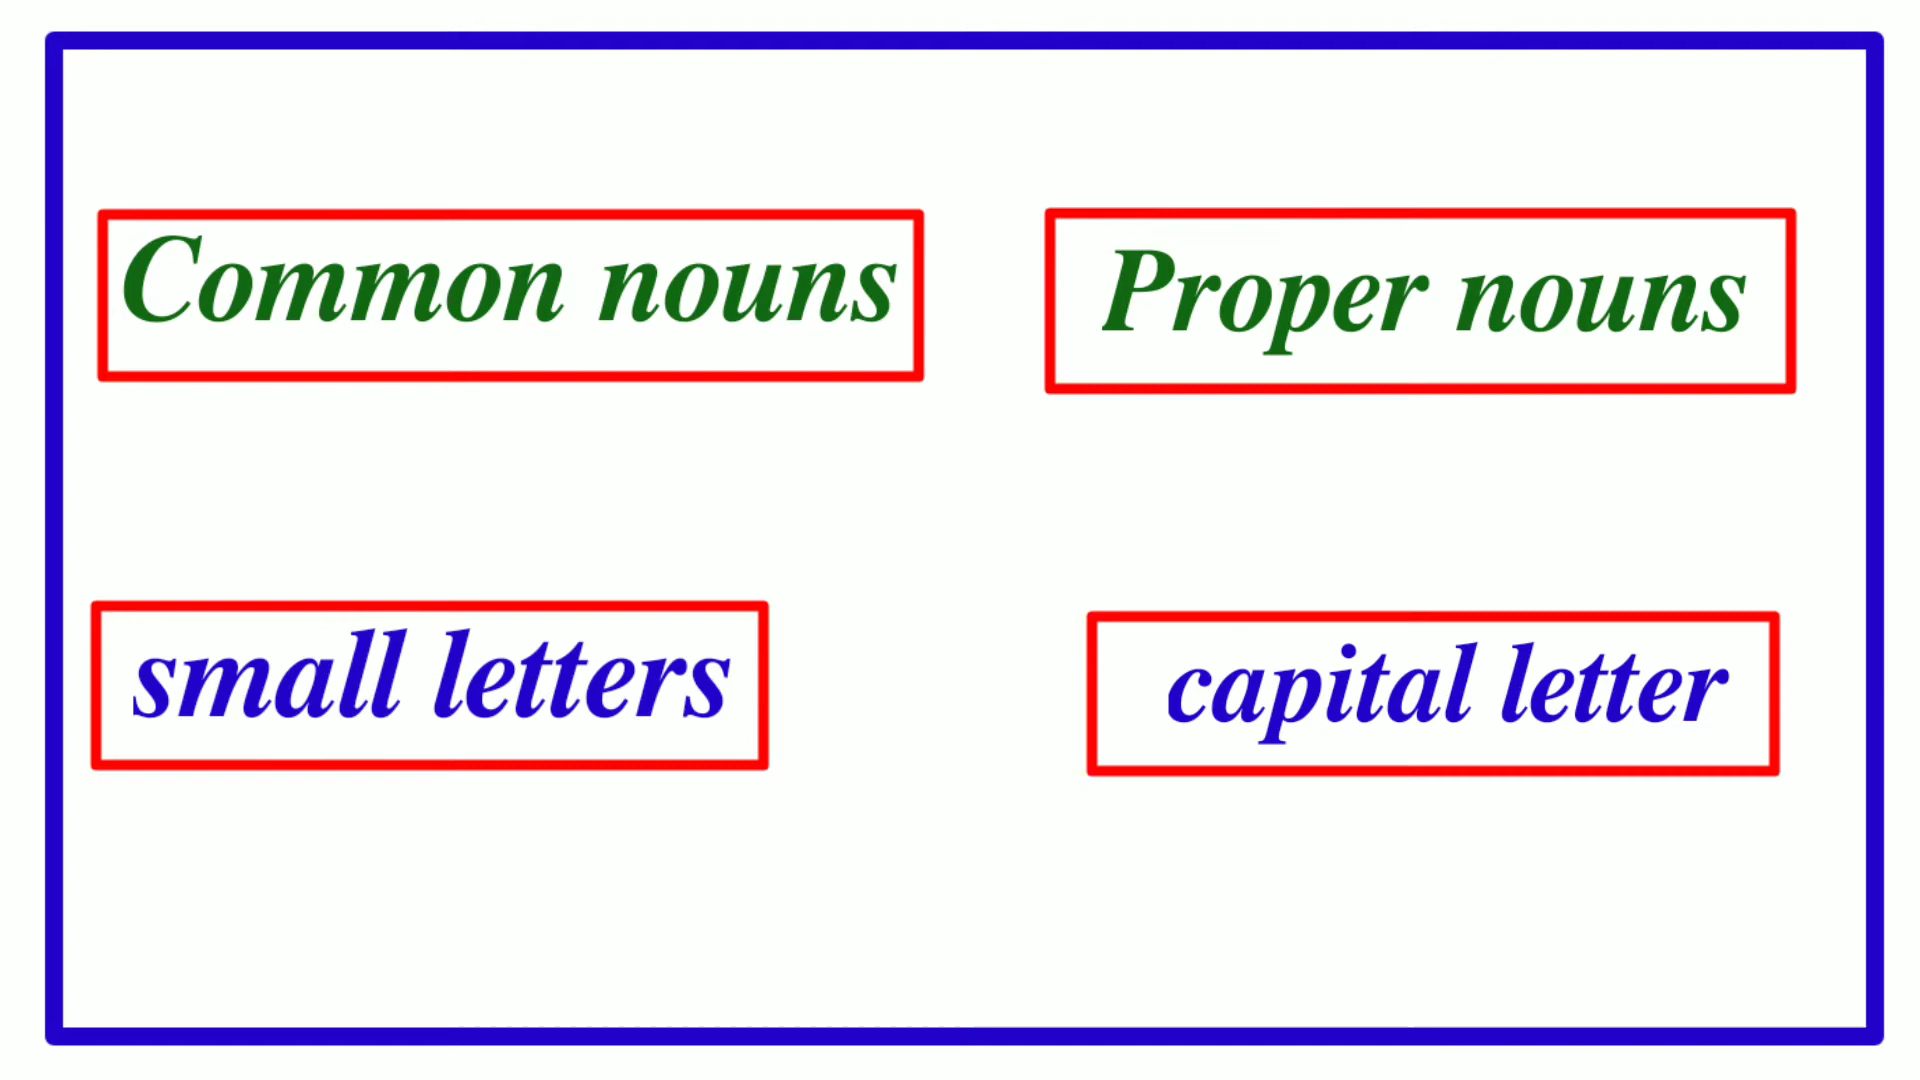 Common nouns
Proper nouns
small letters
capital letter